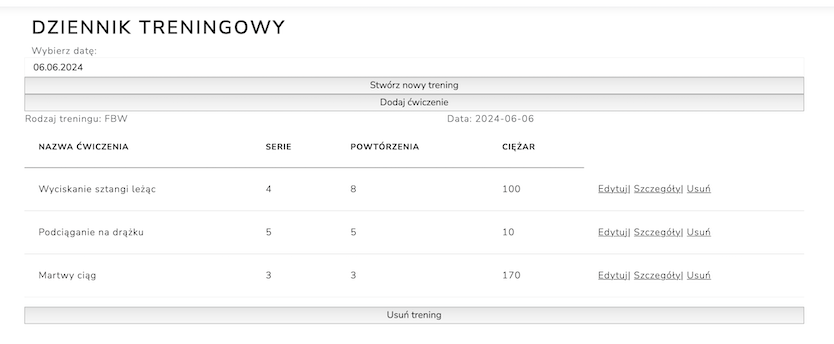 DZIENNIK TRENINGOWY
Wybierz datę:
06.06.2024
Stwórz nowy trening
Dodaj ćwiczenie
Rodzaj treningu: FBW Data: 2024-06-06
NAZWA ĆWICZENIA SERIE POWTÓRZENIA CIĘŻAR
Wyciskanie sztangi leżąc 4 8 100 Edytuj| Szczegóły| Usuń
Podciąganie na drążku 5 5 10 Edytuj| Szczegóły| Usuń
Martwy ciąg 3 3 170 Edytuj| Szczegóły| Usuń
Usuń trening